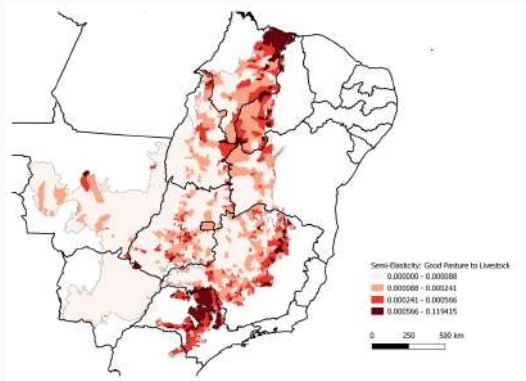 Semi-Elasticity: Good Pasture to Livestock
0.000000 - 0.000088
0.000088 - 0.000241
0.000241 - 0.000566
0.000566 - 0.119415
0 250 500 km